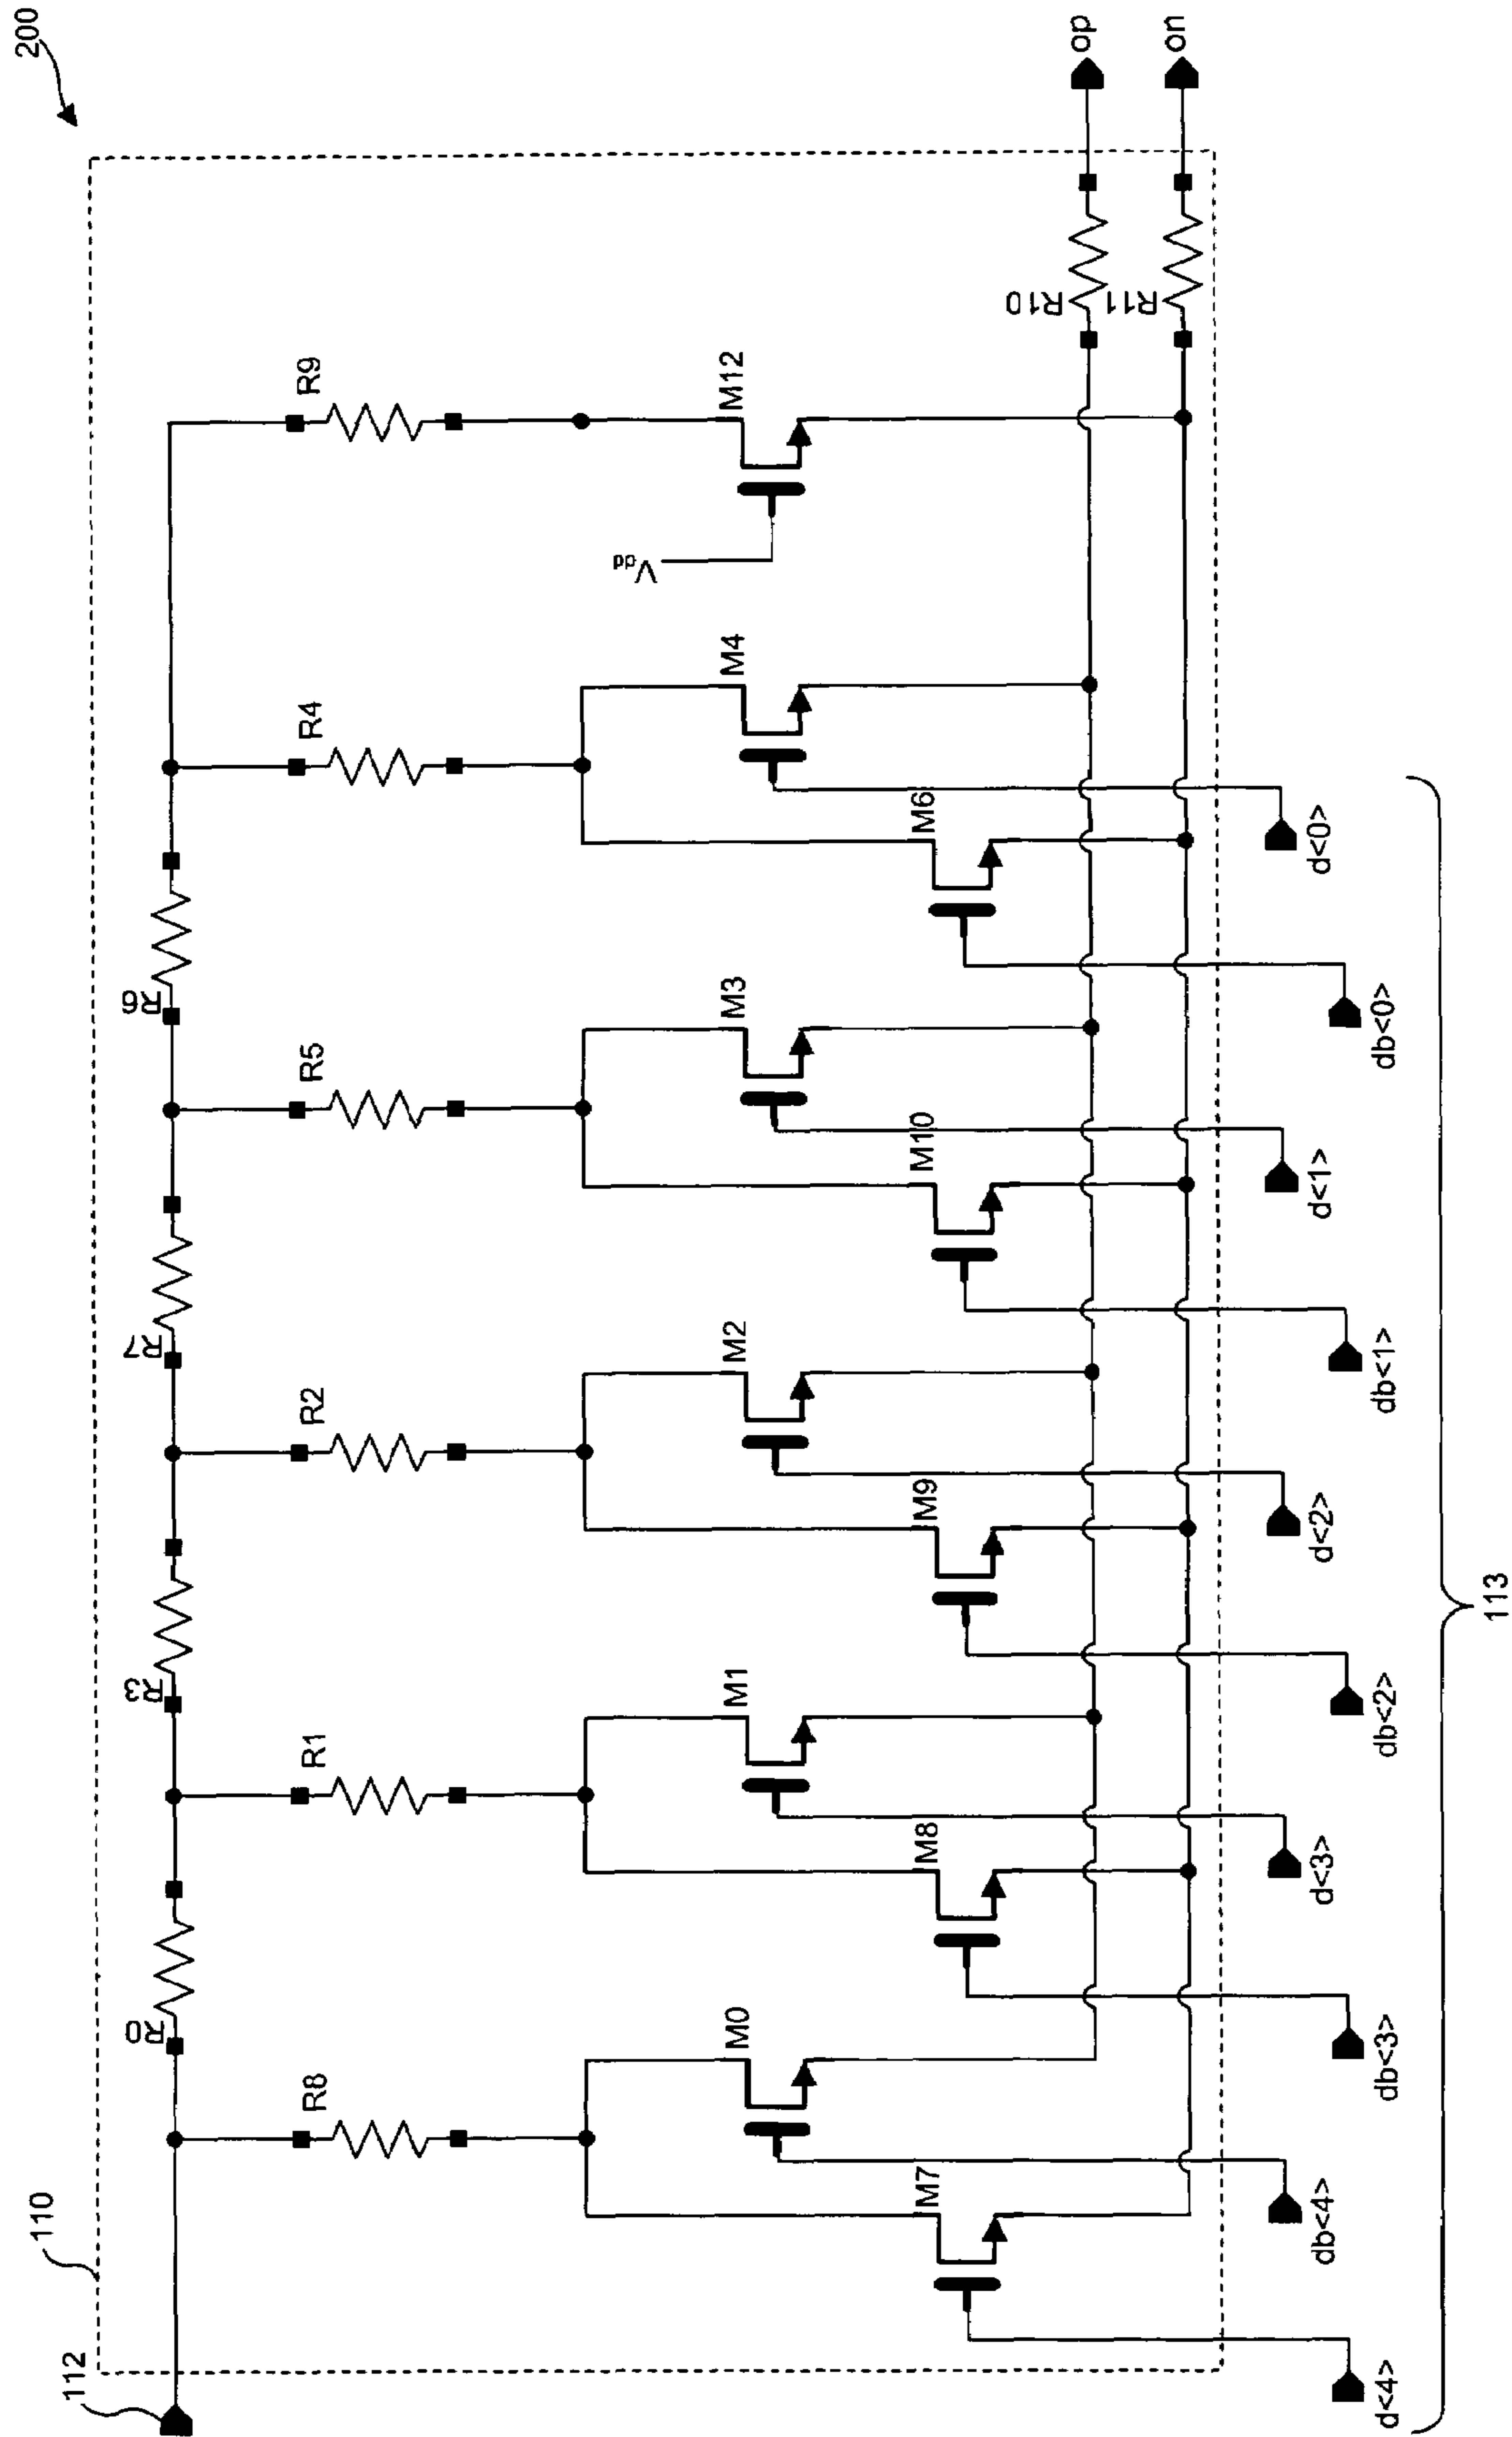 200
110
112
R8
R0
R1
R3
R2
R7
R5
R6
R4
R9
M0
M7
M1
M8
M2
M9
M3
M10
M4
M6
M12
Vdd
R10
R11
op
on
d<4>
db<4>
db<3>
d<3>
db<2>
d<2>
db<1>
d<1>
db<0>
d<0>
113